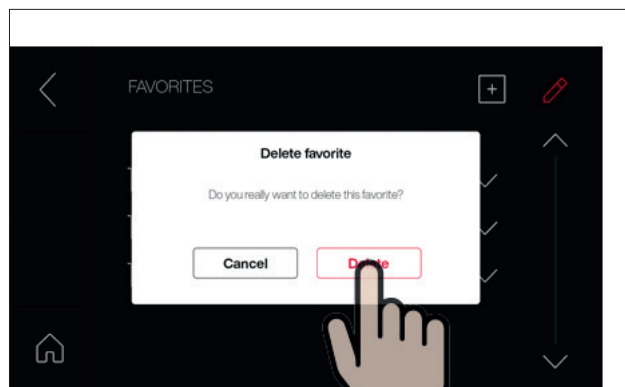 FAVORITES
Delete favorite
Do you really want to delete this favorite?
Cancel
Delete